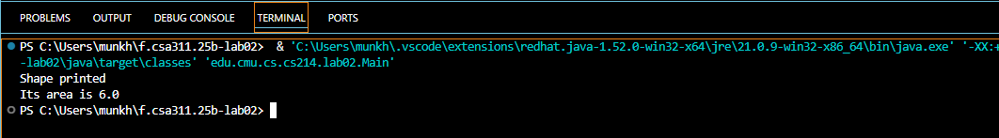 PROBLEMS OUTPUT DEBUG CONSOLE TERMINAL PORTS
PS C:\Users\munkh\f.csa311.25b-lab02> & 'C:\Users\munkh\.vscode\extensions\redhat.java-1.52.0-win32-x64\jre\21.0.9-win32-x86_64\bin\java.exe' '-XX:+
-lab02\java\target\classes' 'edu.cmu.cs.cs214.lab02.Main'
Shape printed
Its area is 6.0
PS C:\Users\munkh\f.csa311.25b-lab02>